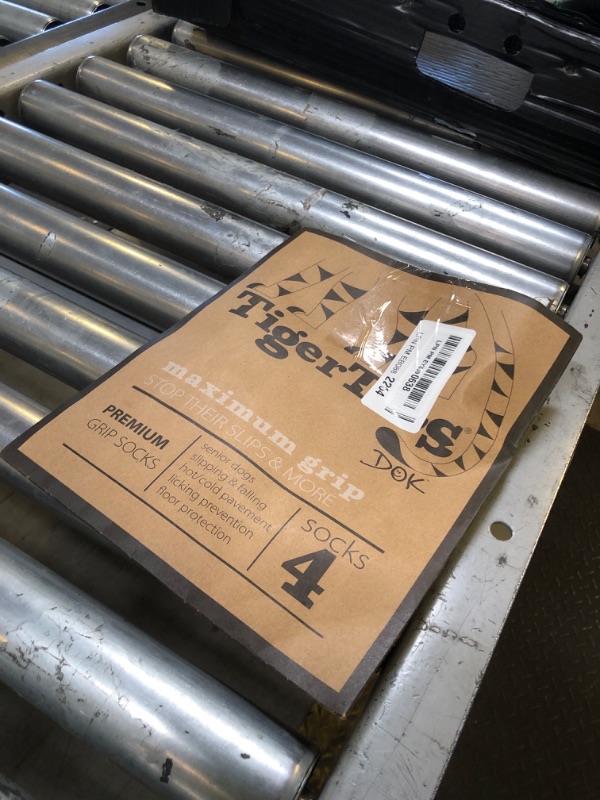 TigerT s®
DOK
maximum grip
STOP THEIR SLIPS & MORE
PREMIUM
GRIP SOCKS
senior dogs
slipping & falling
hot/cold pavement
licking prevention
floor protection
SOCKS
4